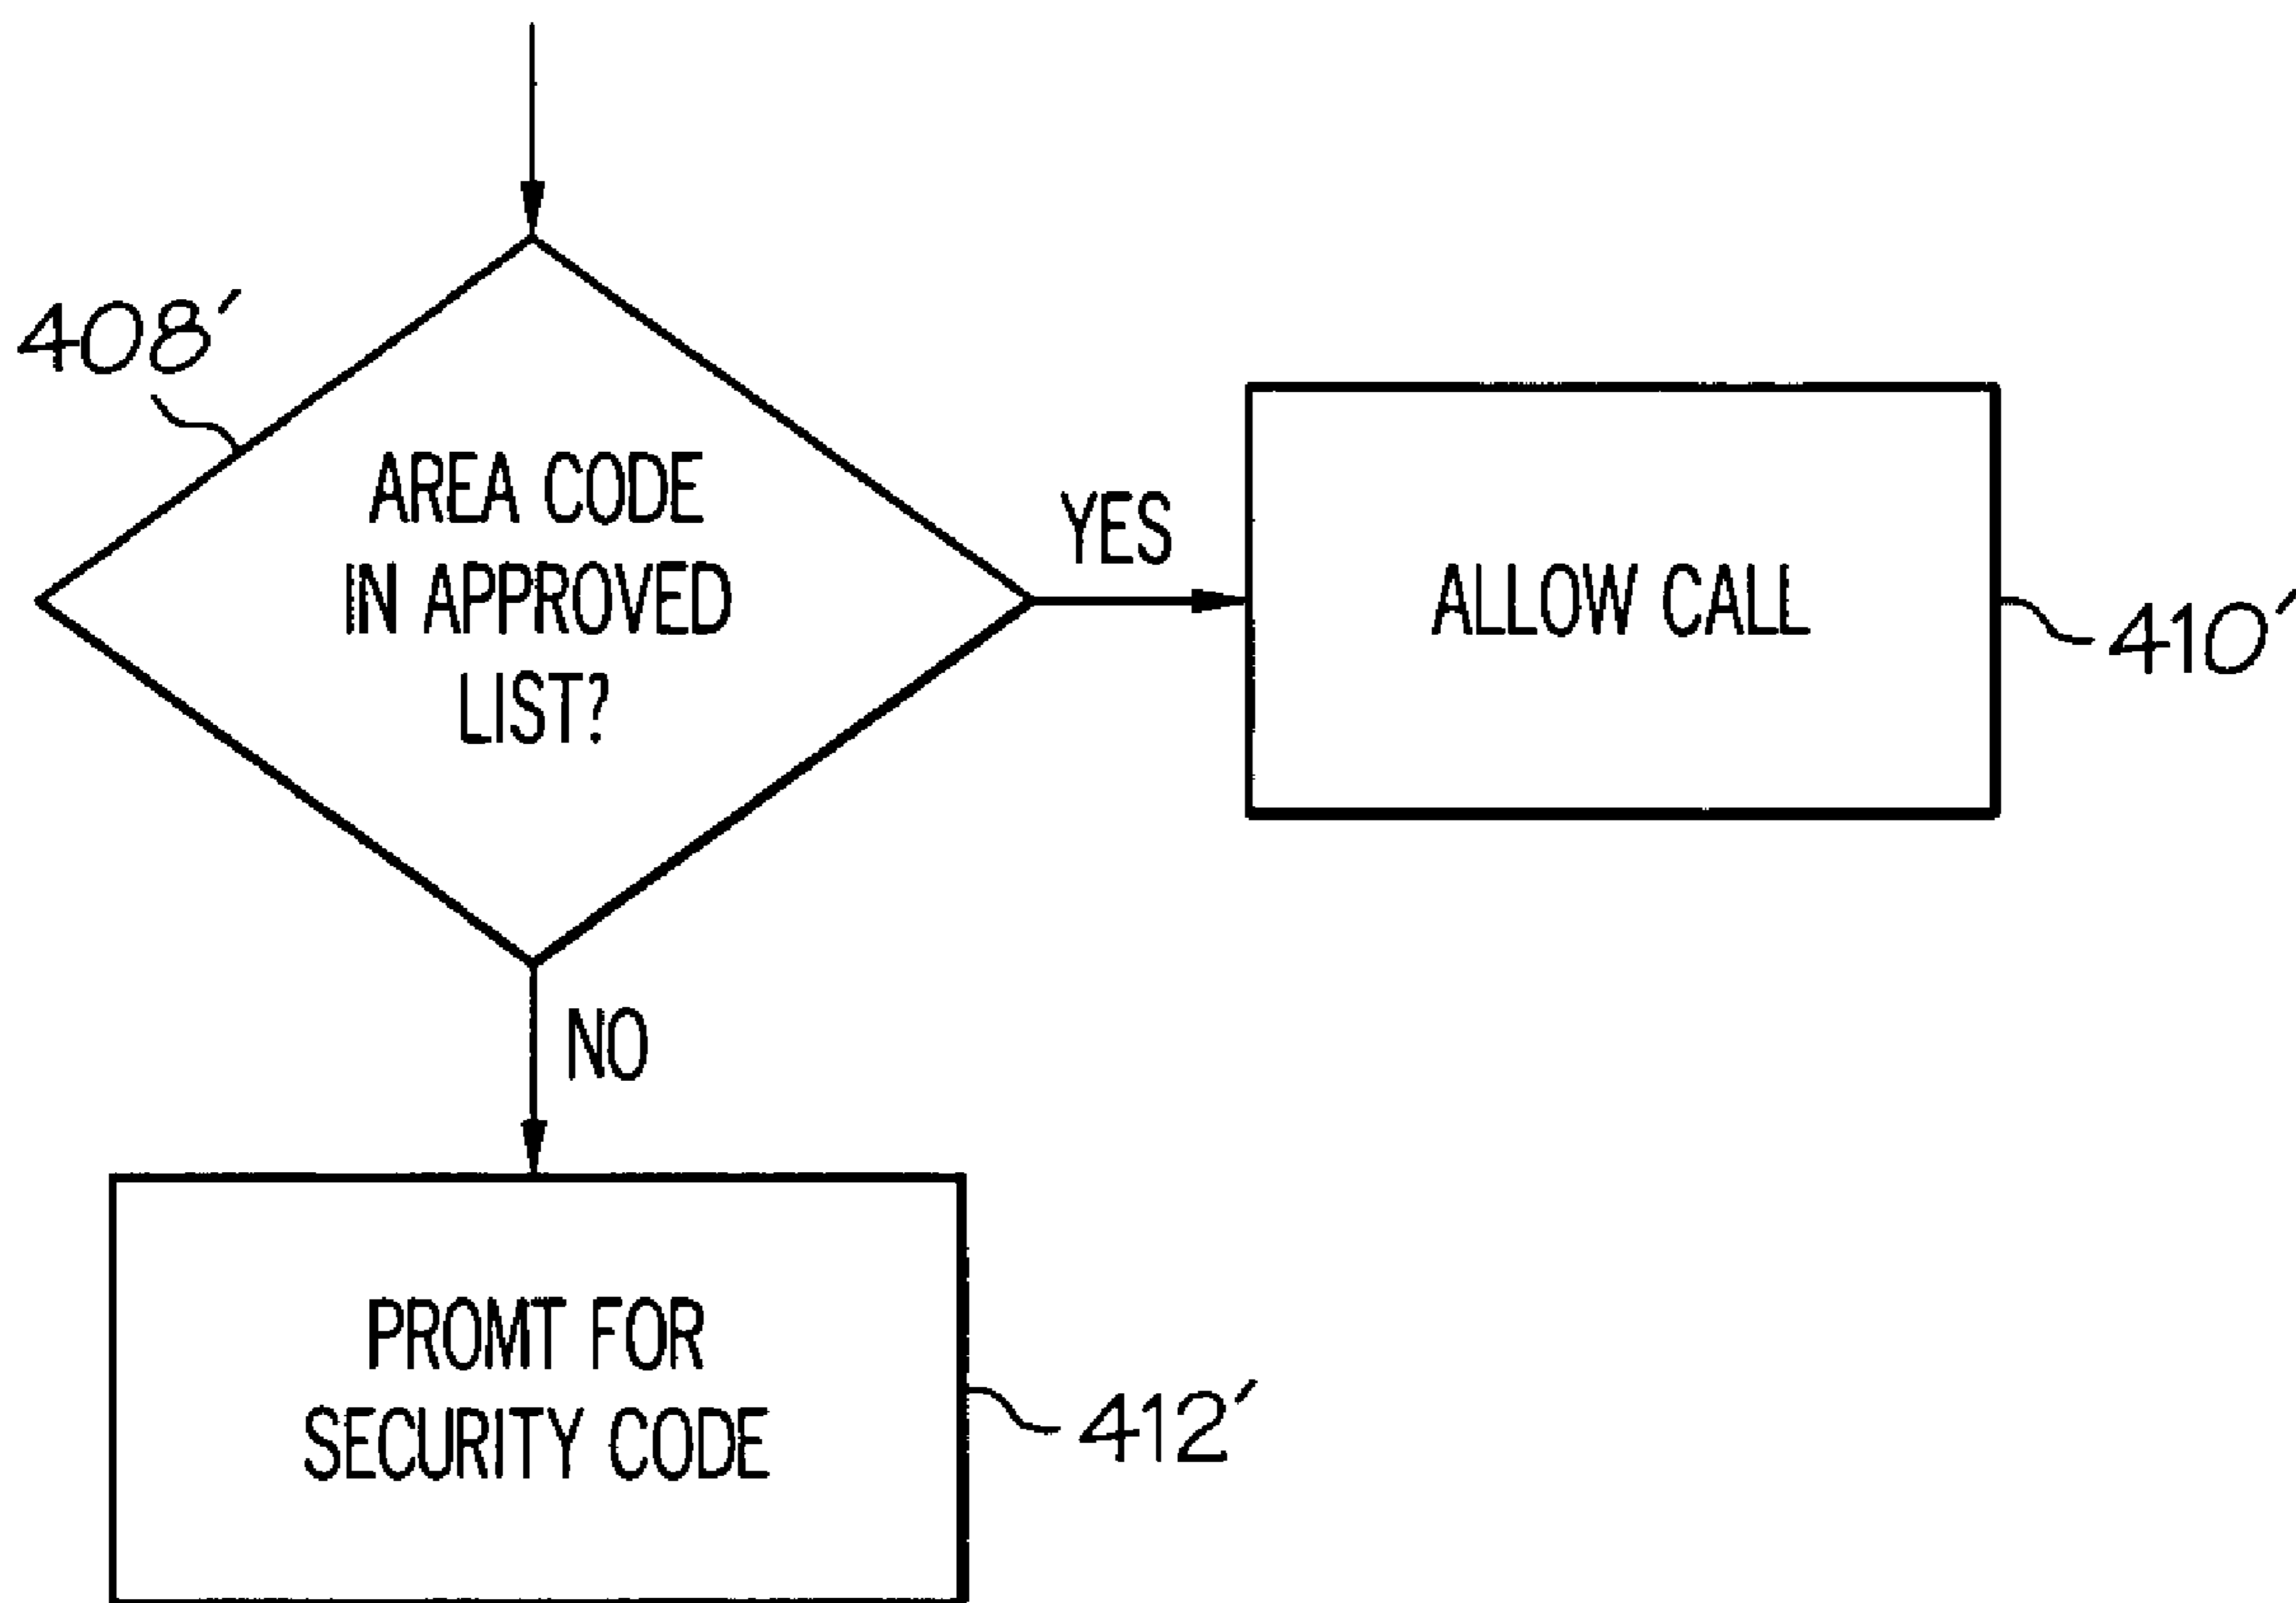 408′
AREA CODE
IN APPROVED
LIST?
YES
ALLOW CALL
410′
NO
PROMT FOR
SECURITY CODE
412′